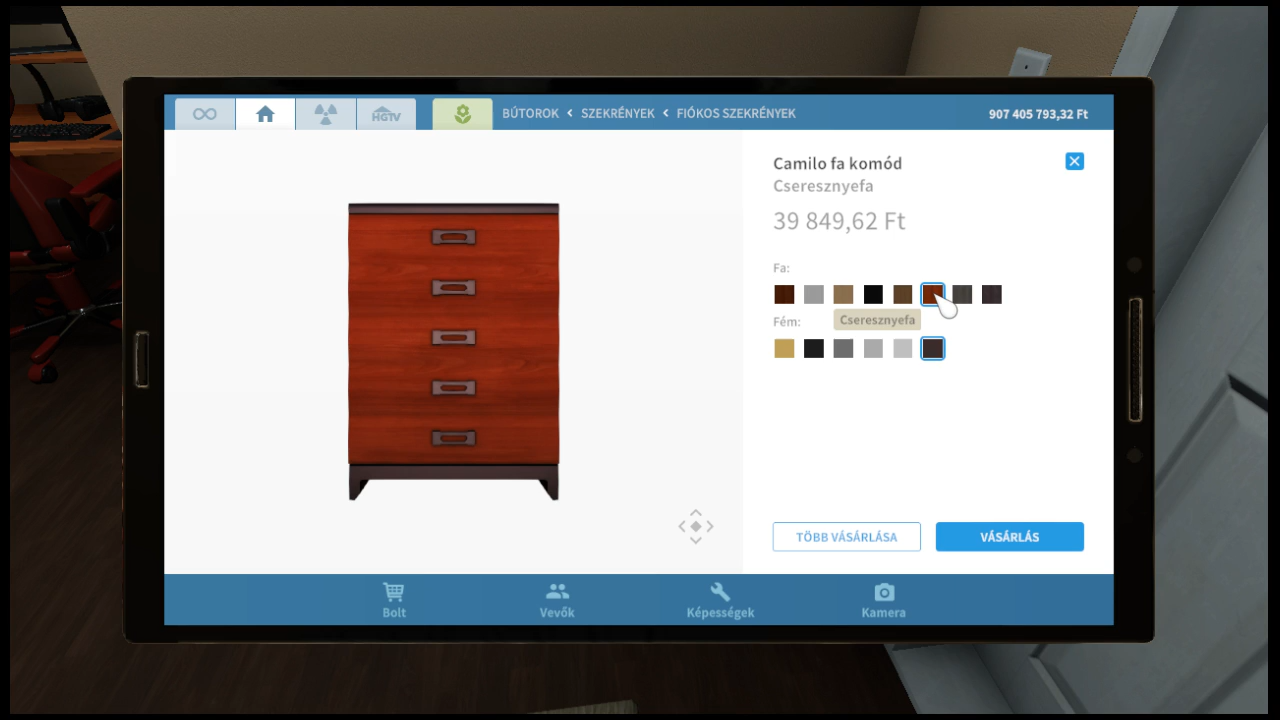 HGTV
BÚTOROK < SZEKRÉNYEK < FIÓKOS SZEKRÉNYEK
907 405 793,32 Ft
Camilo fa komód
Cseresznyefa
39 849,62 Ft
Fa:
Cseresznyefa
Fém:
TÖBB VÁSÁRLÁSA
VÁSÁRLÁS
Bolt
Vevők
Képességek
Kamera